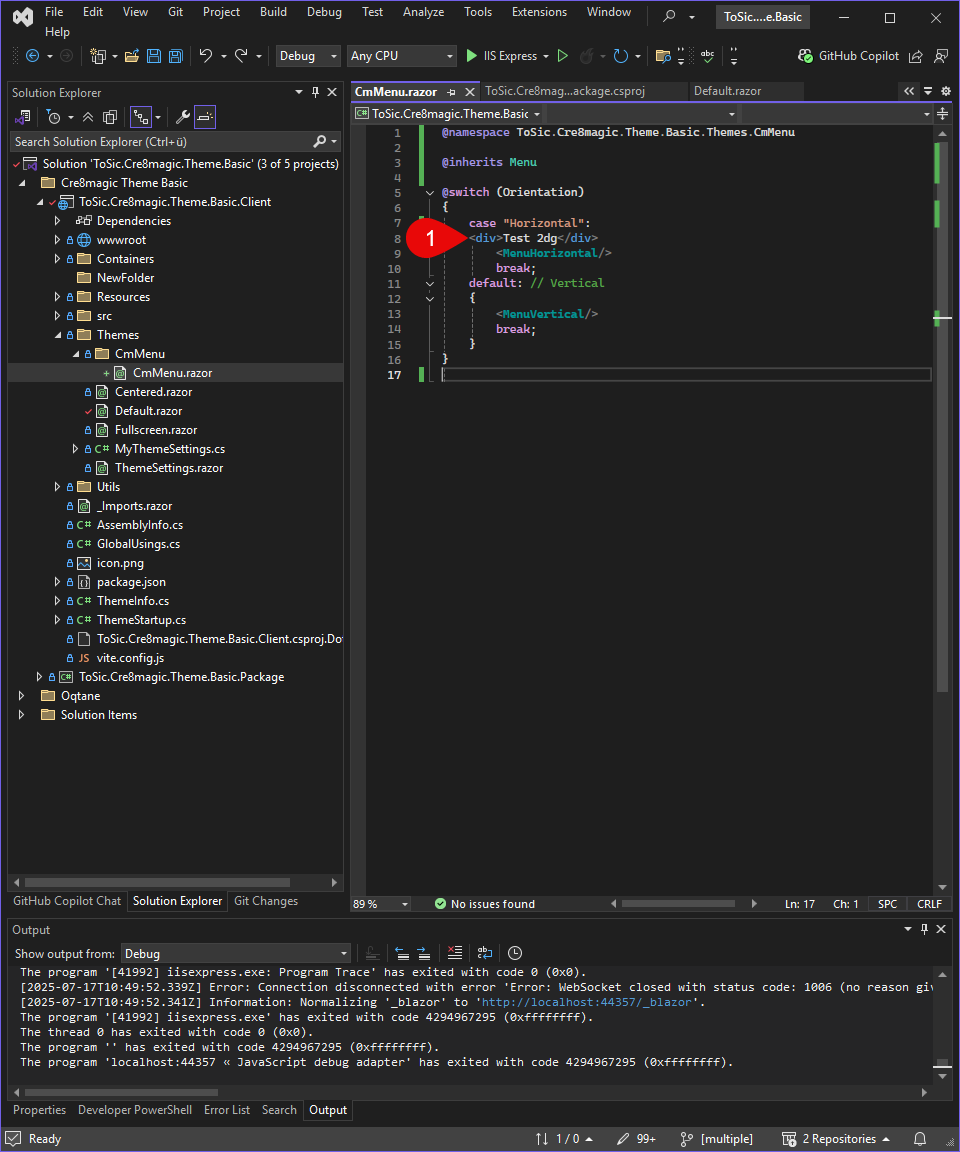 File Edit View Git Project Build Debug Test Analyze Tools Extensions Window ToSic....e.Basic
Help
Debug Any CPU IIS Express abc GitHub Copilot
Solution Explorer
Search Solution Explorer (Ctrl+ü)
Solution 'ToSic.Cre8magic.Theme.Basic' (3 of 5 projects)
Cre8magic Theme Basic
ToSic.Cre8magic.Theme.Basic.Client
Dependencies
wwwroot
Containers
NewFolder
Resources
src
Themes
CmMenu
CmMenu.razor
Centered.razor
Default.razor
Fullscreen.razor
C# MyThemeSettings.cs
ThemeSettings.razor
Utils
_Imports.razor
C# AssemblyInfo.cs
C# GlobalUsings.cs
icon.png
package.json
C# ThemeInfo.cs
C# ThemeStartup.cs
ToSic.Cre8magic.Theme.Basic.Client.csproj.Do
JS vite.config.js
ToSic.Cre8magic.Theme.Basic.Package
Oqtane
Solution Items
GitHub Copilot Chat Solution Explorer Git Changes
CmMenu.razor ToSic.Cre8mag...ackage.csproj Default.razor
ToSic.Cre8magic.Theme.Basic
1 @namespace ToSic.Cre8magic.Theme.Basic.Themes.CmMenu
2
3 @inherits Menu
4
5 @switch (Orientation)
6 {
7 case "Horizontal":
1
8 <div>Test 2dg</div>
9 <MenuHorizontal/>
10 break;
11 default: // Vertical
12 {
13 <MenuVertical/>
14 break;
15 }
16 }
17
89 % No issues found Ln: 17 Ch: 1 SPC CRLF
Output
Show output from: Debug
The program '[41992] iisexpress.exe: Program Trace' has exited with code 0 (0x0).
[2025-07-17T10:49:52.339Z] Error: Connection disconnected with error 'Error: WebSocket closed with status code: 1006 (no reason giv
[2025-07-17T10:49:52.341Z] Information: Normalizing '_blazor' to 'http://localhost:44357/_blazor'.
The program '[41992] iisexpress.exe' has exited with code 4294967295 (0xffffffff).
The thread 0 has exited with code 0 (0x0).
The program '' has exited with code 4294967295 (0xffffffff).
The program 'localhost:44357 « JavaScript debug adapter' has exited with code 4294967295 (0xffffffff).
Properties Developer PowerShell Error List Search Output
Ready 1 / 0 99+ [multiple] 2 Repositories